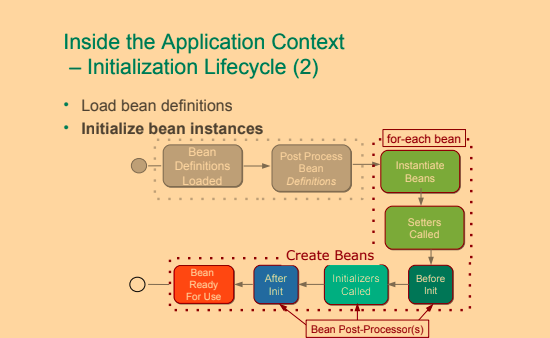 Inside the Application Context
– Initialization Lifecycle (2)
• Load bean definitions
• Initialize bean instances
for-each bean
Bean
Definitions
Loaded
Post Process
Bean
Definitions
Instantiate
Beans
Setters
Called
Create Beans
Bean
Ready
For Use
After
Init
Initializers
Called
Before
Init
Bean Post-Processor(s)